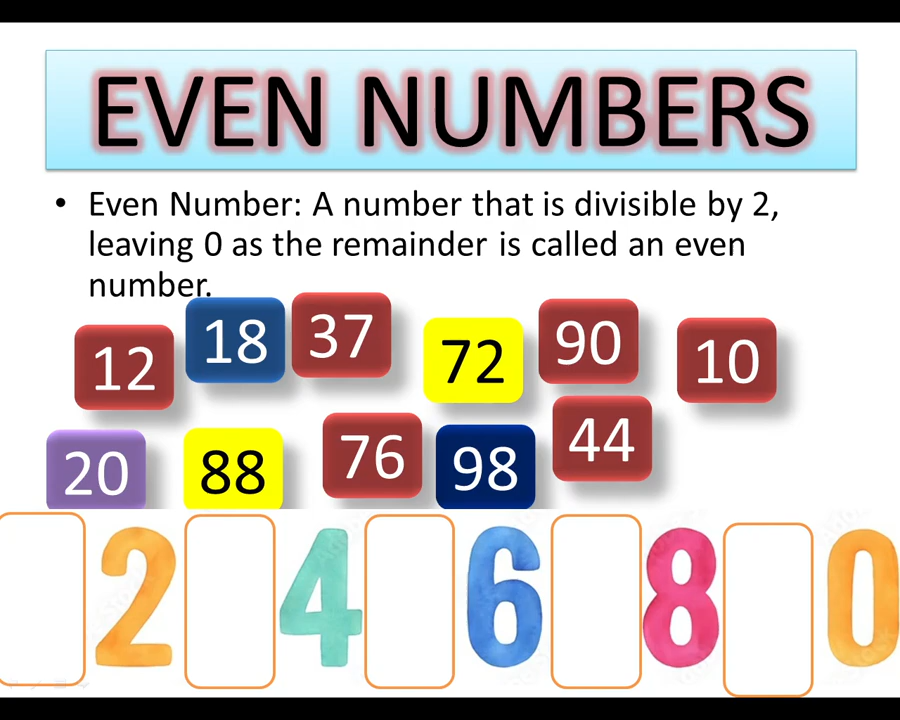 EVEN NUMBERS
• Even Number: A number that is divisible by 2,
leaving 0 as the remainder is called an even
number.
12 18 37 72 90 10
20 88 76 98 44
2 4 6 8 0